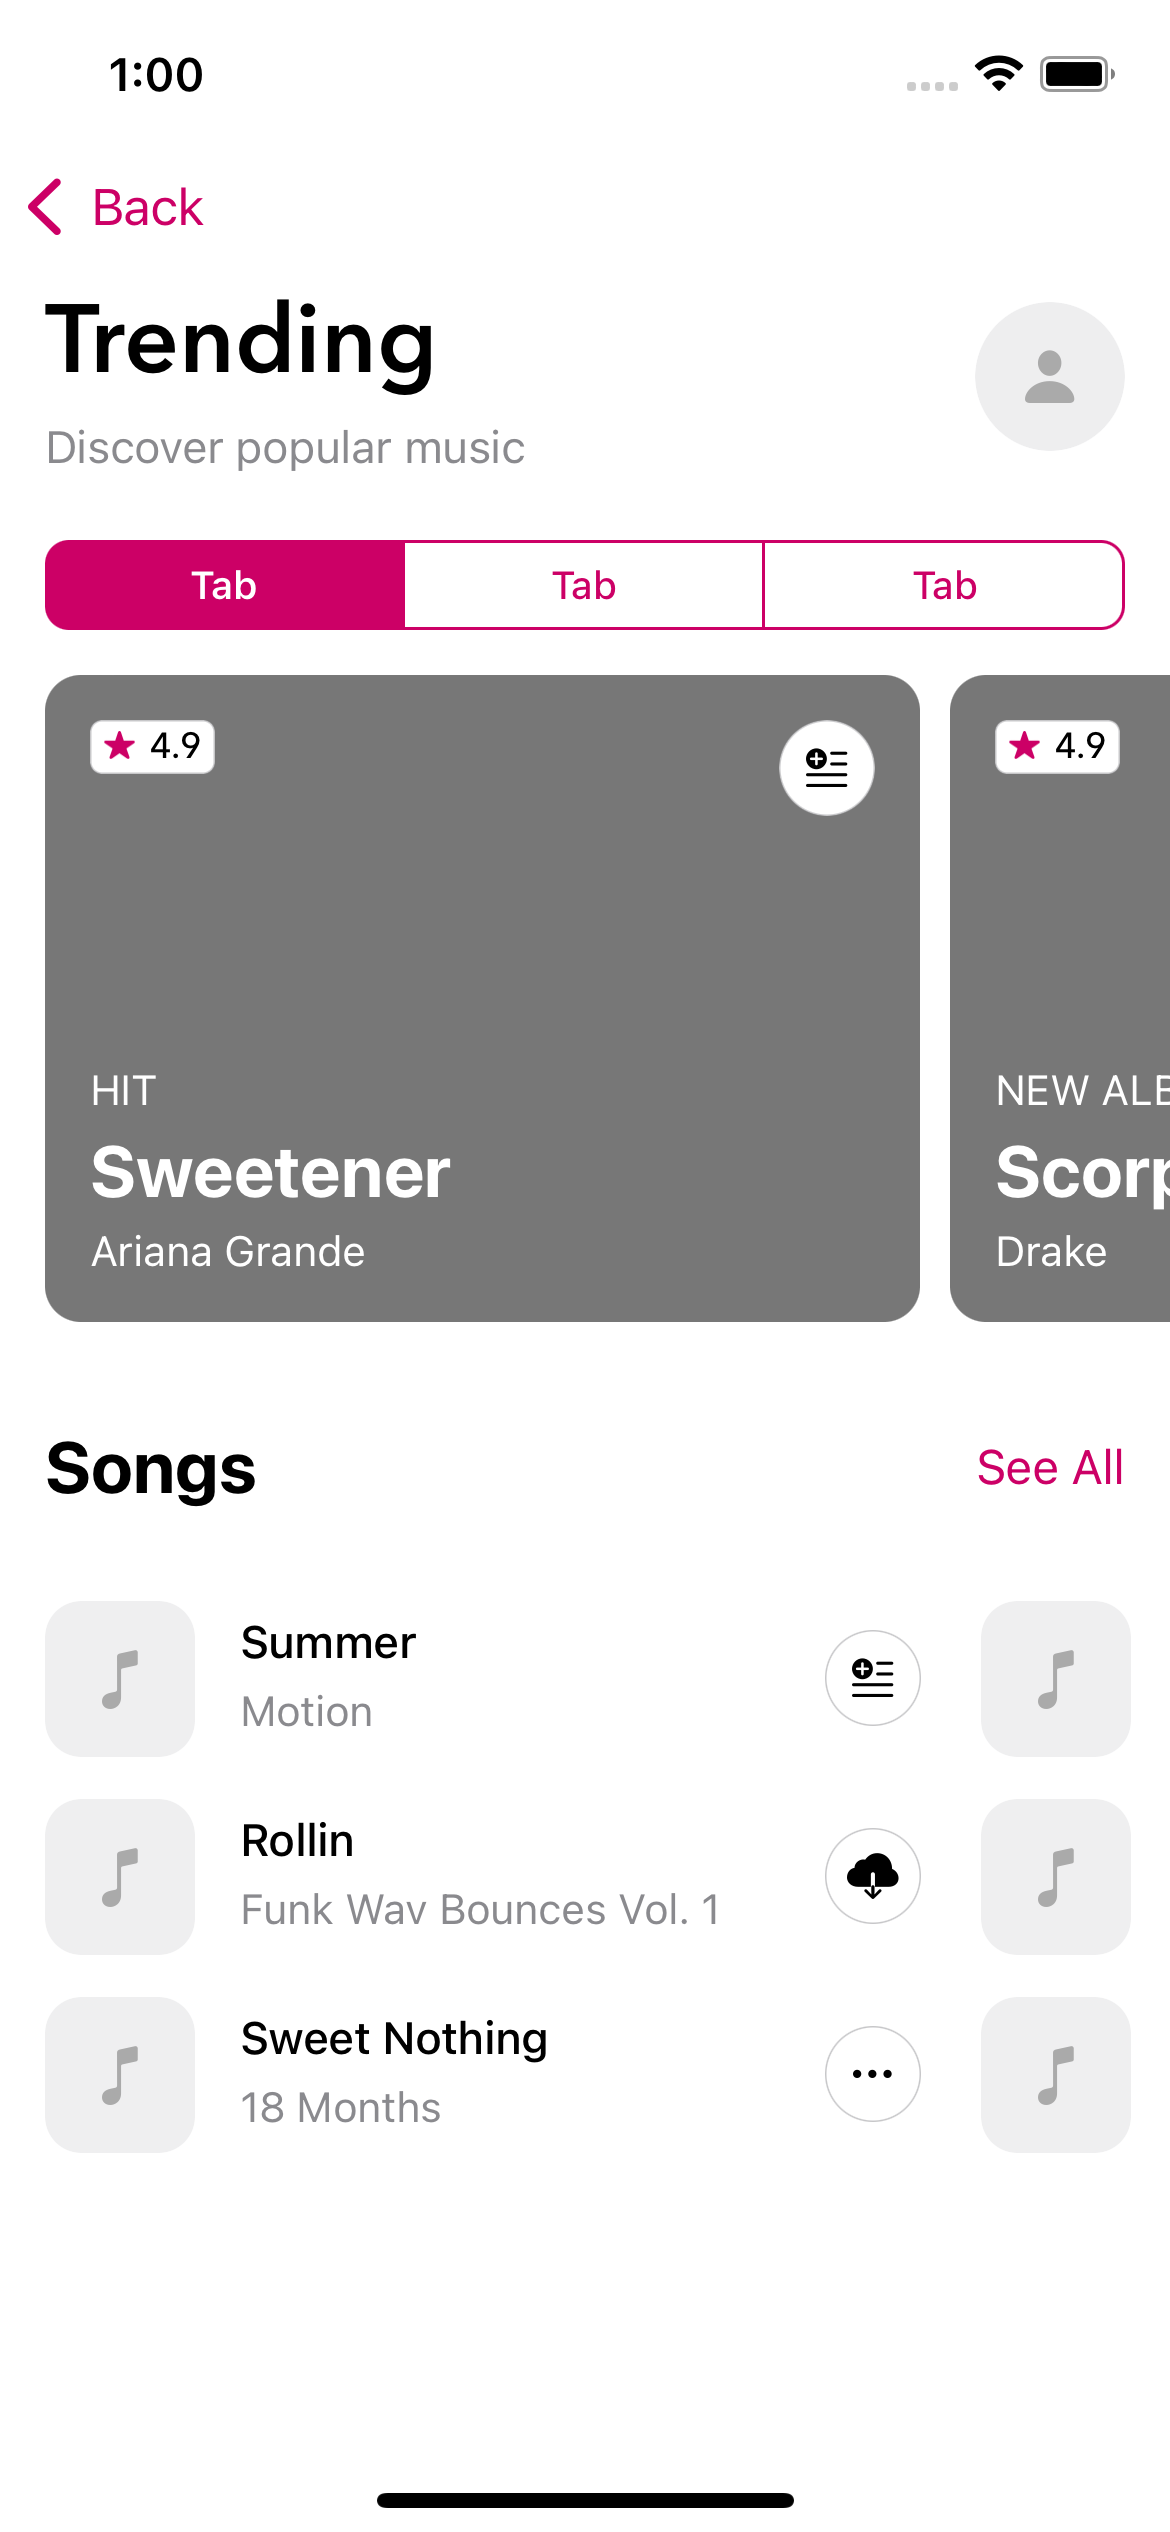 1:00
Back
Trending
Discover popular music
Tab Tab Tab
4.9 4.9
HIT
Sweetener
Ariana Grande
NEW ALB
Scorp
Drake
Songs
See All
Summer
Motion
Rollin
Funk Wav Bounces Vol. 1
Sweet Nothing
18 Months